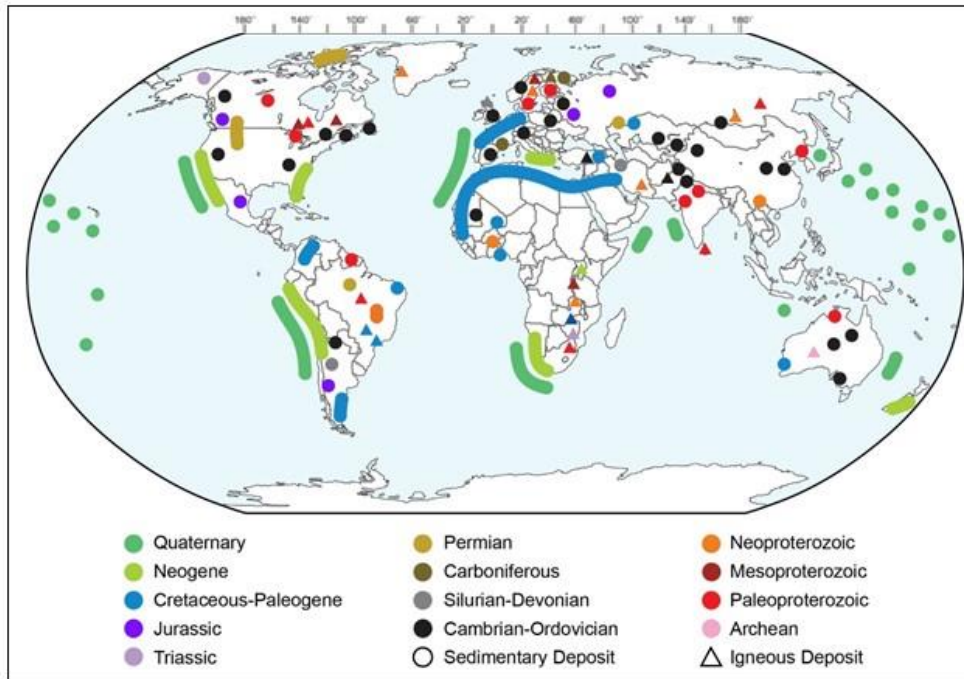 180° 140° 100° 60 20 20 60 100° 140° 180°
Quaternary Permian Neoproterozoic
Neogene Carboniferous Mesoproterozoic
Cretaceous-Paleogene Silurian-Devonian Paleoproterozoic
Jurassic Cambrian-Ordovician Archean
Triassic Sedimentary Deposit Igneous Deposit